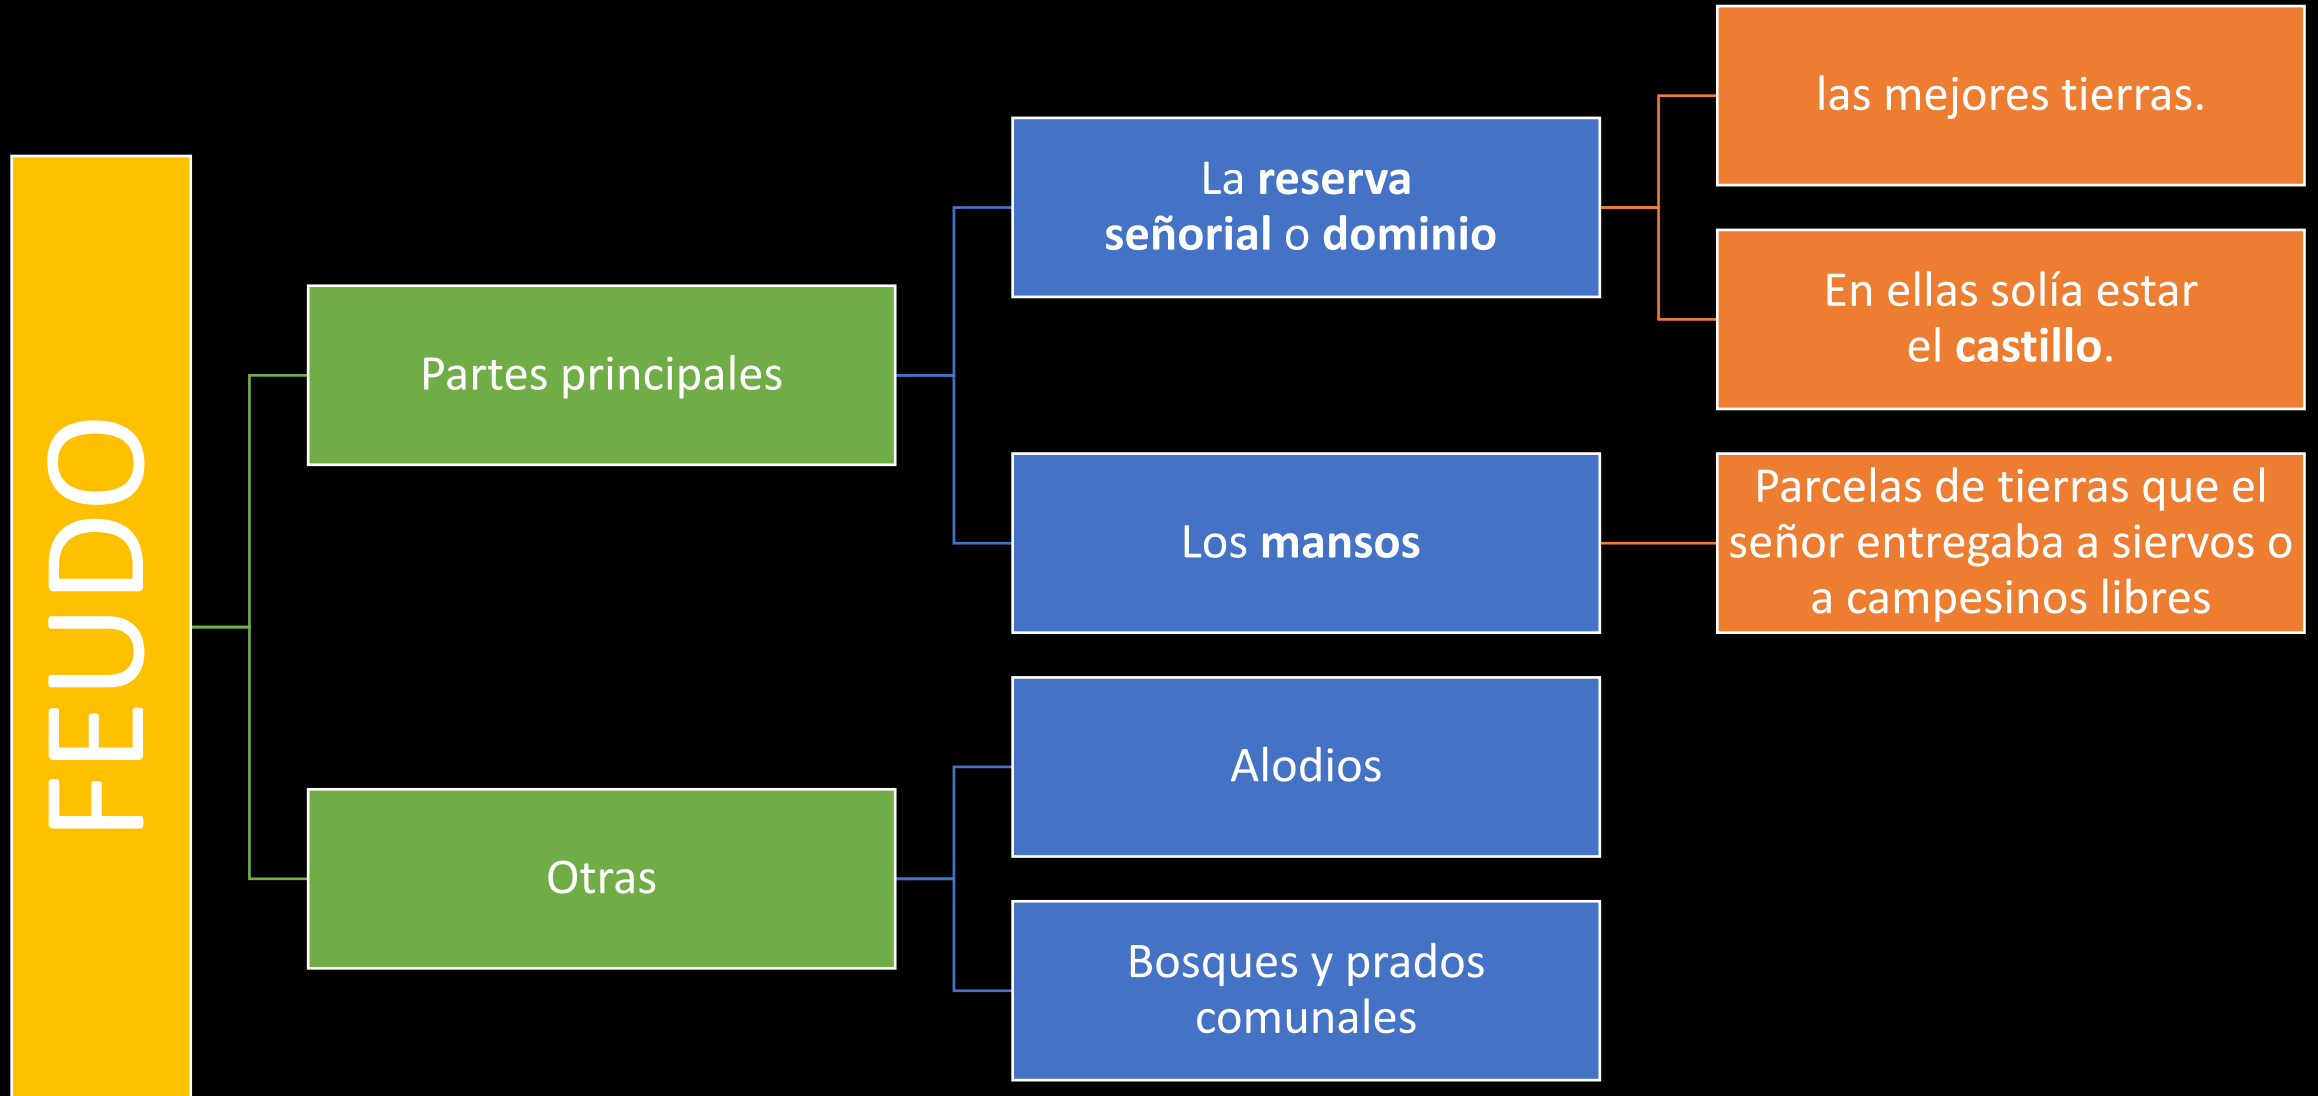 FEUDO
Partes principales
La reserva
señorial o dominio
las mejores tierras.
En ellas solía estar
el castillo.
Los mansos
Parcelas de tierras que el
señor entregaba a siervos o
a campesinos libres
Otras
Alodios
Bosques y prados
comunales